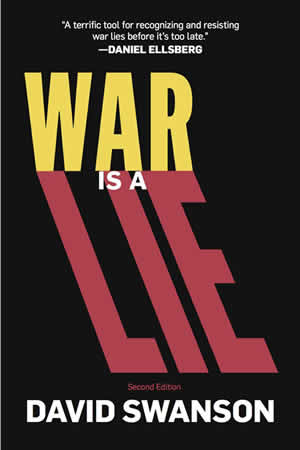 "A terrific tool for recognizing and resisting
war lies before it's too late."
—DANIEL ELLSBERG
WAR
IS A
LIE
Second Edition
DAVID SWANSON